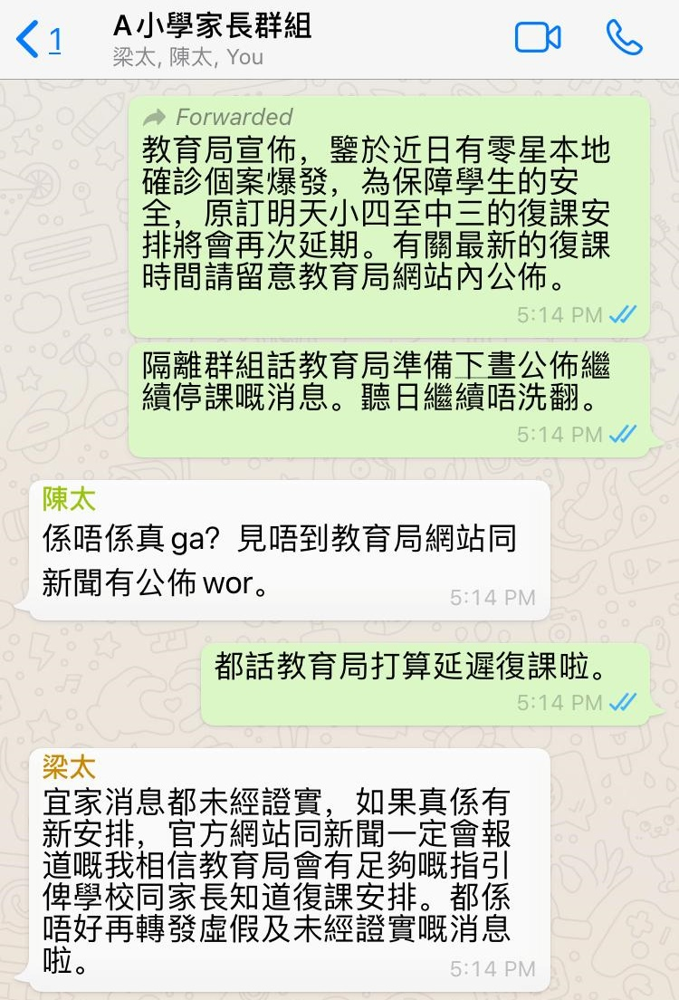 1
A小學家長群組
梁太, 陳太, You
Forwarded
教育局宣佈，鑒於近日有零星本地
確診個案爆發，為保障學生的安
全，原訂明天小四至中三的復課安
排將會再次延期。有關最新的復課
時間請留意教育局網站內公佈。
5:14 PM
隔離群組話教育局準備下晝公佈繼
續停課嘅消息。聽日繼續唔洗翻。
5:14 PM
陳太
係唔係真ga？見唔到教育局網站同
新聞有公佈wor。
5:14 PM
都話教育局打算延遲復課啦。
5:14 PM
梁太
宜家消息都未經證實，如果真係有
新安排，官方網站同新聞一定會報
道嘅我相信教育局會有足夠嘅指引
俾學校同家長知道復課安排。都係
唔好再轉發虛假及未經證實嘅消息
啦。
5:14 PM